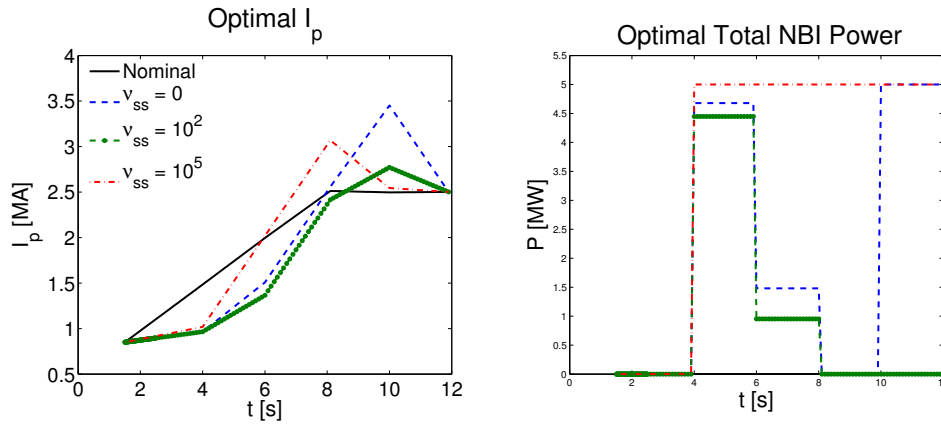 Optimal I_p
4
3.5
3
2.5
2
1.5
1
0.5
I_p [MA]
Nominal
ν_ss = 0
ν_ss = 10^2
ν_ss = 10^5
0 2 4 6 8 10 12
t [s]
Optimal Total NBI Power
5.5
5
4.5
4
3.5
3
2.5
2
1.5
1
0.5
0
P [MW]
0 2 4 6 8 10 12
t [s]